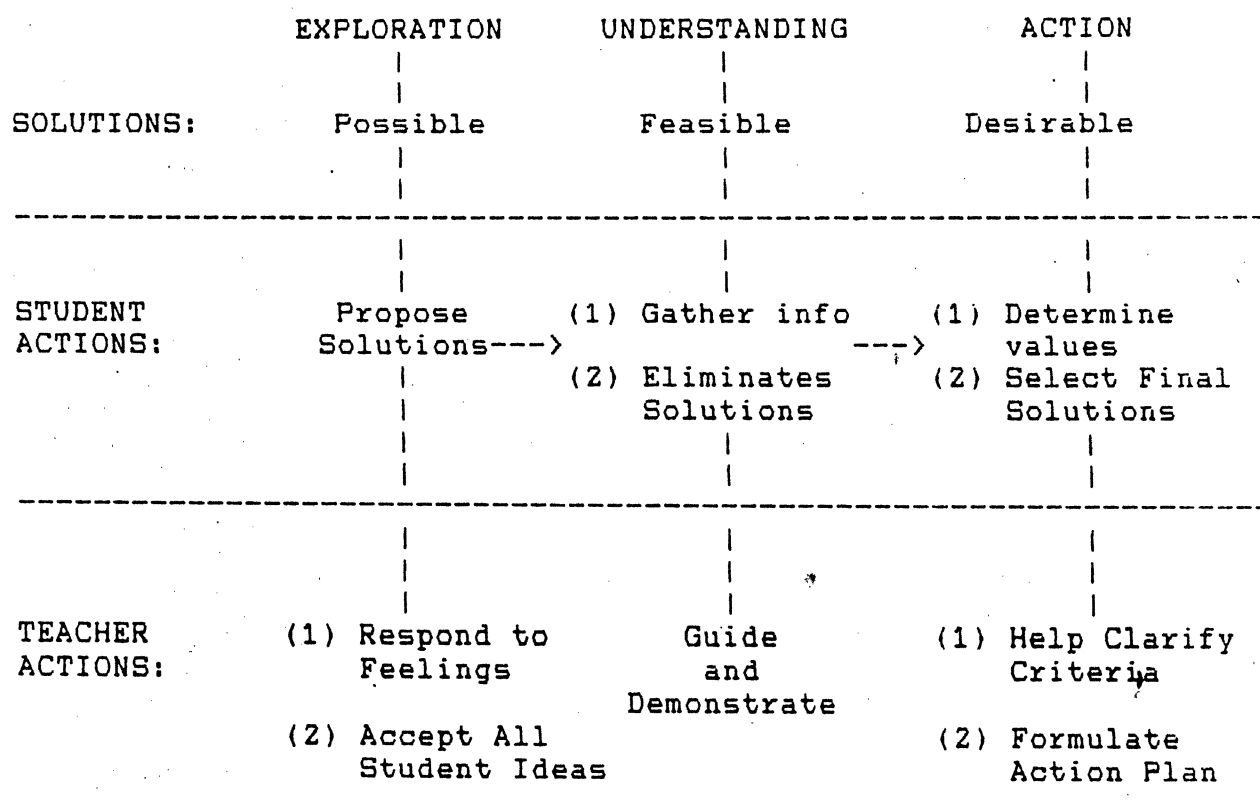 EXPLORATION UNDERSTANDING ACTION
SOLUTIONS: Possible Feasible Desirable
STUDENT Propose (1) Gather info (1) Determine
ACTIONS: Solutions---> ---> values
(2) Eliminates (2) Select Final
Solutions Solutions
TEACHER (1) Respond to Guide (1) Help Clarify
ACTIONS: Feelings and Criteria
Demonstrate
(2) Accept All (2) Formulate
Student Ideas Action Plan